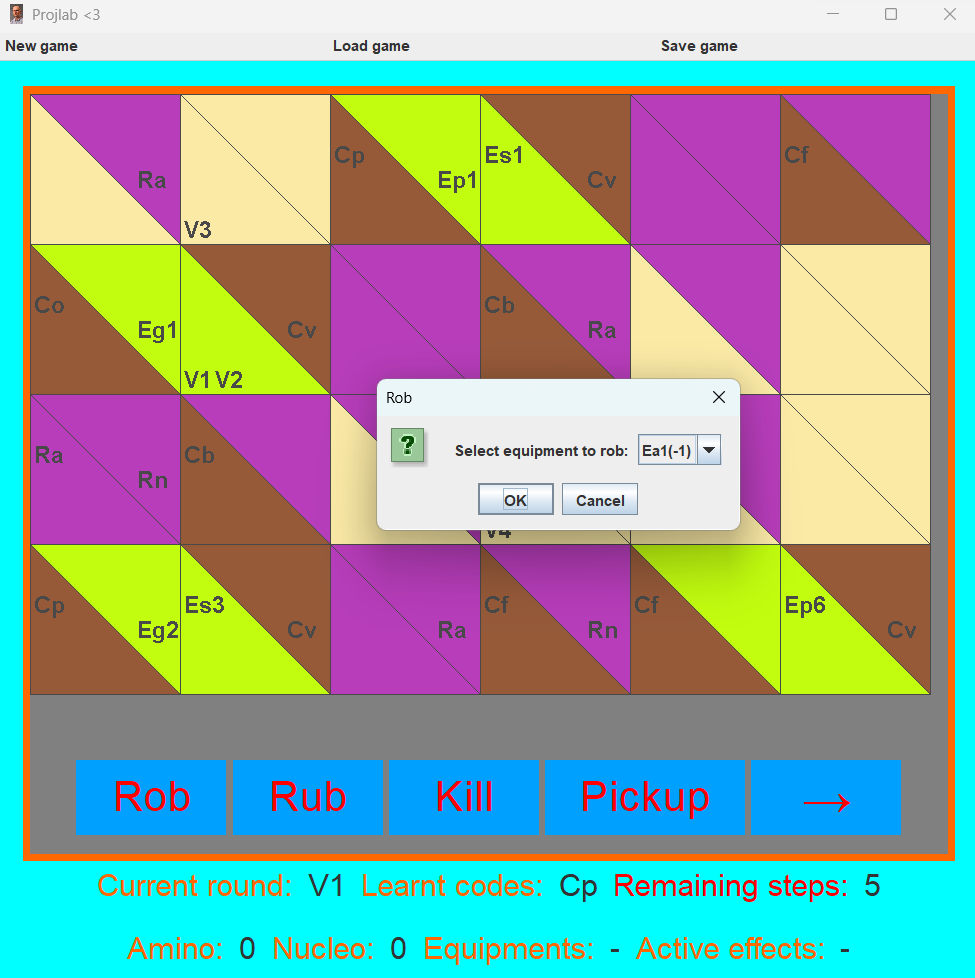 Projlab <3
New game Load game Save game
Cp Es1 Cf
Ra Ep1 Cv
V3
Co Cb
Eg1 Cv Ra
V1 V2
Rob
Ra Cb
Select equipment to rob: Ea1(-1)
Rn
OK Cancel
V4
Cp Es3 Cf Cf Ep6
Eg2 Cv Ra Rn Cv
Rob Rub Kill Pickup →
Current round: V1 Learnt codes: Cp Remaining steps: 5
Amino: 0 Nucleo: 0 Equipments: - Active effects: -